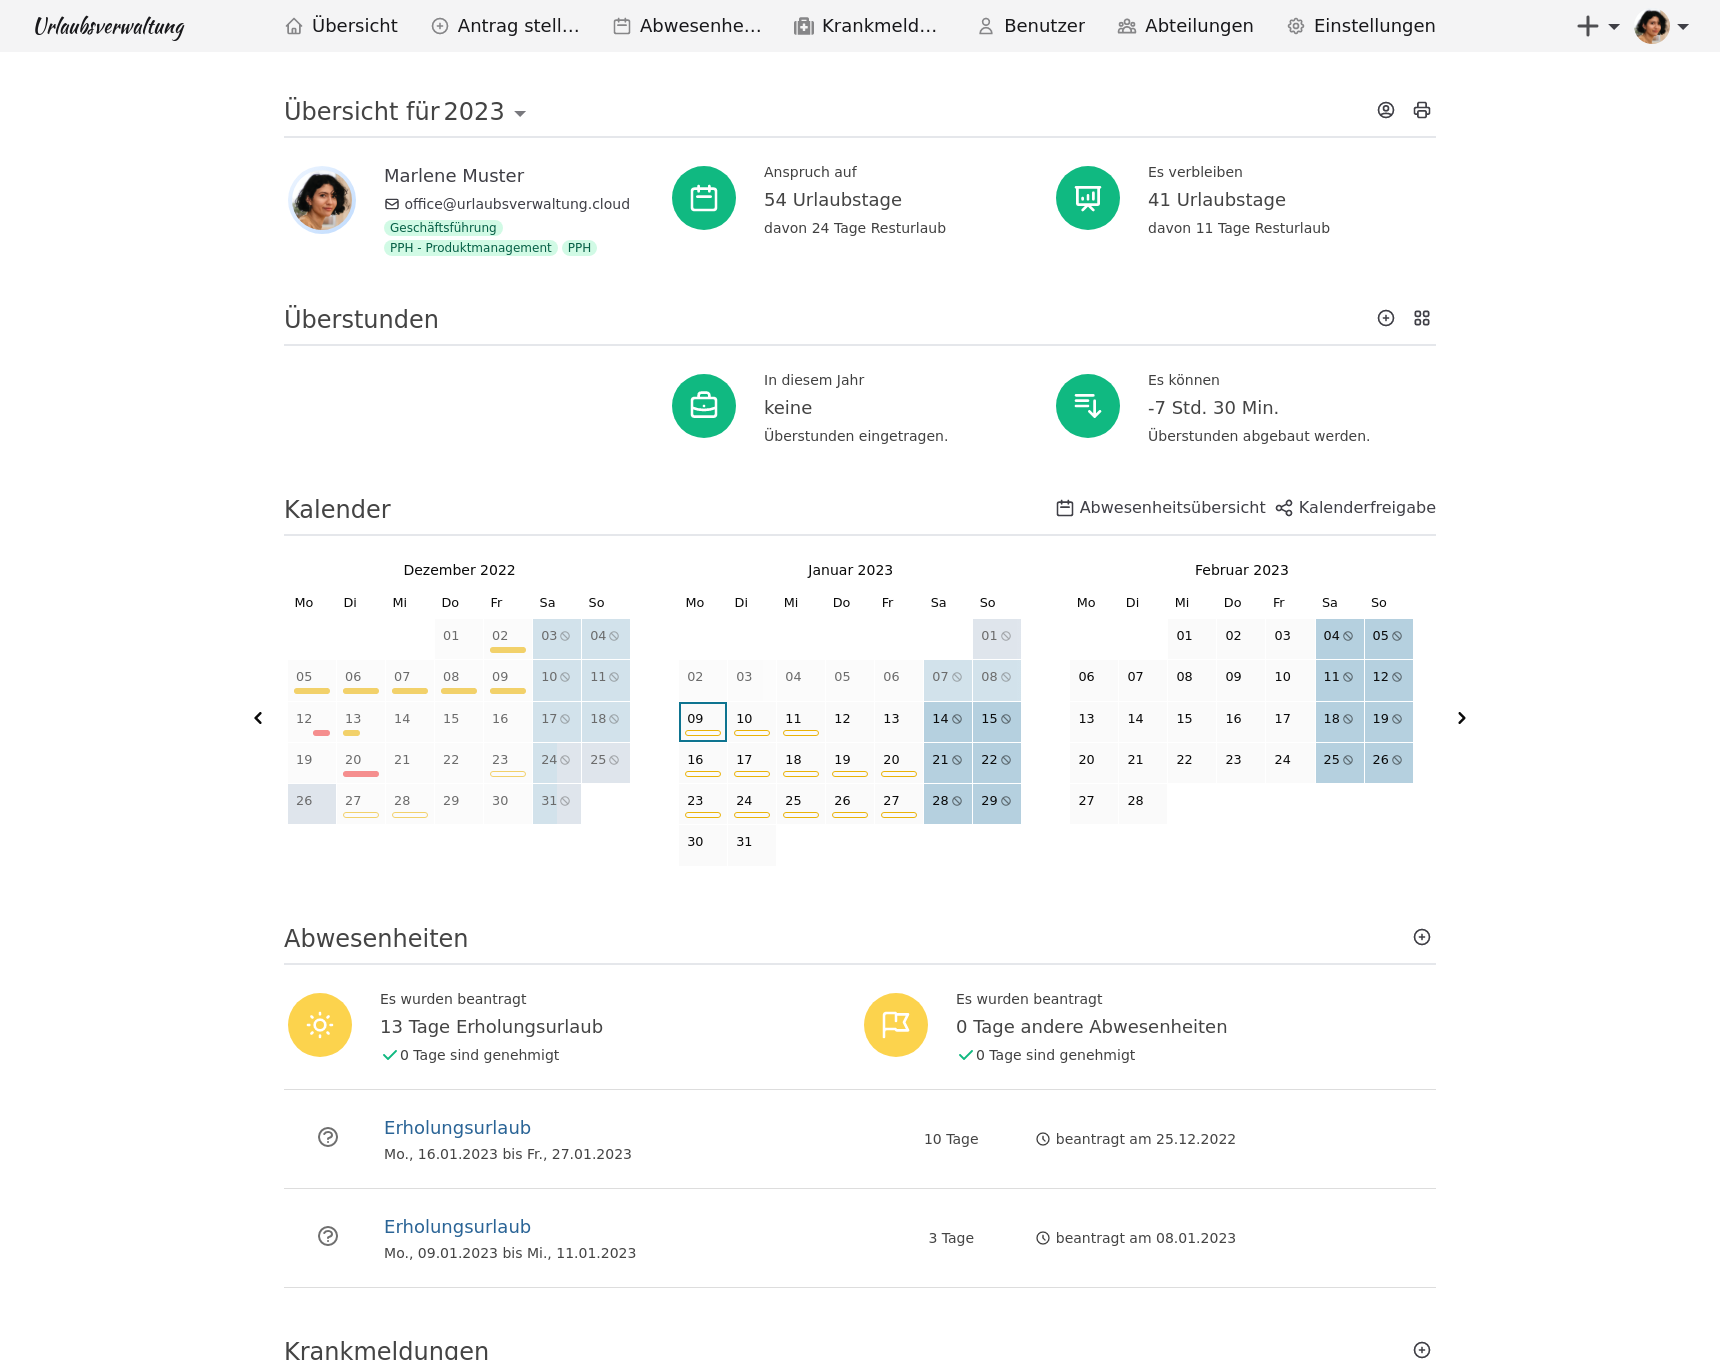 Urlaubsverwaltung Übersicht Antrag stell... Abwesenhe... Krankmeld... Benutzer Abteilungen Einstellungen
Übersicht für 2023
Marlene Muster
office@urlaubsverwaltung.cloud
Geschäftsführung
PPH - Produktmanagement PPH
Anspruch auf
54 Urlaubstage
davon 24 Tage Resturlaub
Es verbleiben
41 Urlaubstage
davon 11 Tage Resturlaub
Überstunden
In diesem Jahr
keine
Überstunden eingetragen.
Es können
-7 Std. 30 Min.
Überstunden abgebaut werden.
Kalender Abwesenheitsübersicht Kalenderfreigabe
Dezember 2022
Mo Di Mi Do Fr Sa So
01 02 03 04
05 06 07 08 09 10 11
12 13 14 15 16 17 18
19 20 21 22 23 24 25
26 27 28 29 30 31
Januar 2023
Mo Di Mi Do Fr Sa So
01
02 03 04 05 06 07 08
09 10 11 12 13 14 15
16 17 18 19 20 21 22
23 24 25 26 27 28 29
30 31
Februar 2023
Mo Di Mi Do Fr Sa So
01 02 03 04 05
06 07 08 09 10 11 12
13 14 15 16 17 18 19
20 21 22 23 24 25 26
27 28
Abwesenheiten
Es wurden beantragt
13 Tage Erholungsurlaub
0 Tage sind genehmigt
Es wurden beantragt
0 Tage andere Abwesenheiten
0 Tage sind genehmigt
Erholungsurlaub
Mo., 16.01.2023 bis Fr., 27.01.2023
10 Tage
beantragt am 25.12.2022
Erholungsurlaub
Mo., 09.01.2023 bis Mi., 11.01.2023
3 Tage
beantragt am 08.01.2023
Krankmeldungen